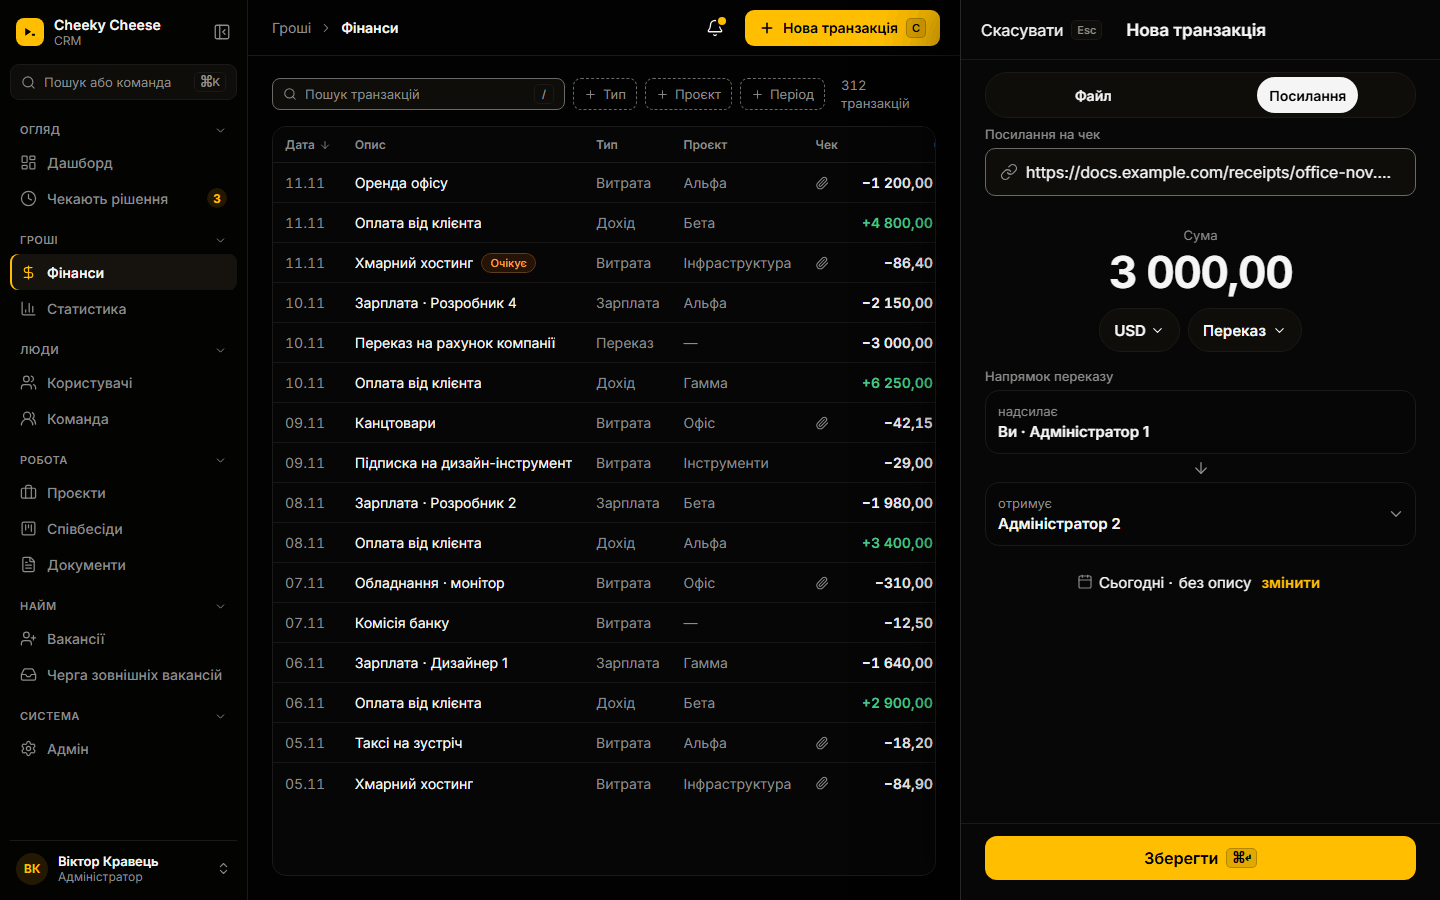 Cheeky Cheese
CRM
Пошук або команда ⌘K
ОГЛЯД
Дашборд
Чекають рішення 3
ГРОШІ
Фінанси
Статистика
ЛЮДИ
Користувачі
Команда
РОБОТА
Проєкти
Співбесіди
Документи
НАЙМ
Вакансії
Черга зовнішніх вакансій
СИСТЕМА
Адмін
ВК Віктор Кравець
Адміністратор
Гроші > Фінанси
+ Нова транзакція C
Пошук транзакцій /
+ Тип
+ Проєкт
+ Період
312 транзакцій
Дата ↓ Опис Тип Проєкт Чек
11.11 Оренда офісу Витрата Альфа −1 200,00
11.11 Оплата від клієнта Дохід Бета +4 800,00
11.11 Хмарний хостинг Очікує Витрата Інфраструктура −86,40
10.11 Зарплата · Розробник 4 Зарплата Альфа −2 150,00
10.11 Переказ на рахунок компанії Переказ — −3 000,00
10.11 Оплата від клієнта Дохід Гамма +6 250,00
09.11 Канцтовари Витрата Офіс −42,15
09.11 Підписка на дизайн-інструмент Витрата Інструменти −29,00
08.11 Зарплата · Розробник 2 Зарплата Бета −1 980,00
08.11 Оплата від клієнта Дохід Альфа +3 400,00
07.11 Обладнання · монітор Витрата Офіс −310,00
07.11 Комісія банку Витрата — −12,50
06.11 Зарплата · Дизайнер 1 Зарплата Гамма −1 640,00
06.11 Оплата від клієнта Дохід Бета +2 900,00
05.11 Таксі на зустріч Витрата Альфа −18,20
05.11 Хмарний хостинг Витрата Інфраструктура −84,90
Скасувати Esc Нова транзакція
Файл Посилання
Посилання на чек
https://docs.example.com/receipts/office-nov....
Сума
3 000,00
USD Переказ
Напрямок переказу
надсилає
Ви · Адміністратор 1
↓
отримує
Адміністратор 2
Сьогодні · без опису змінити
Зберегти ⌘↵